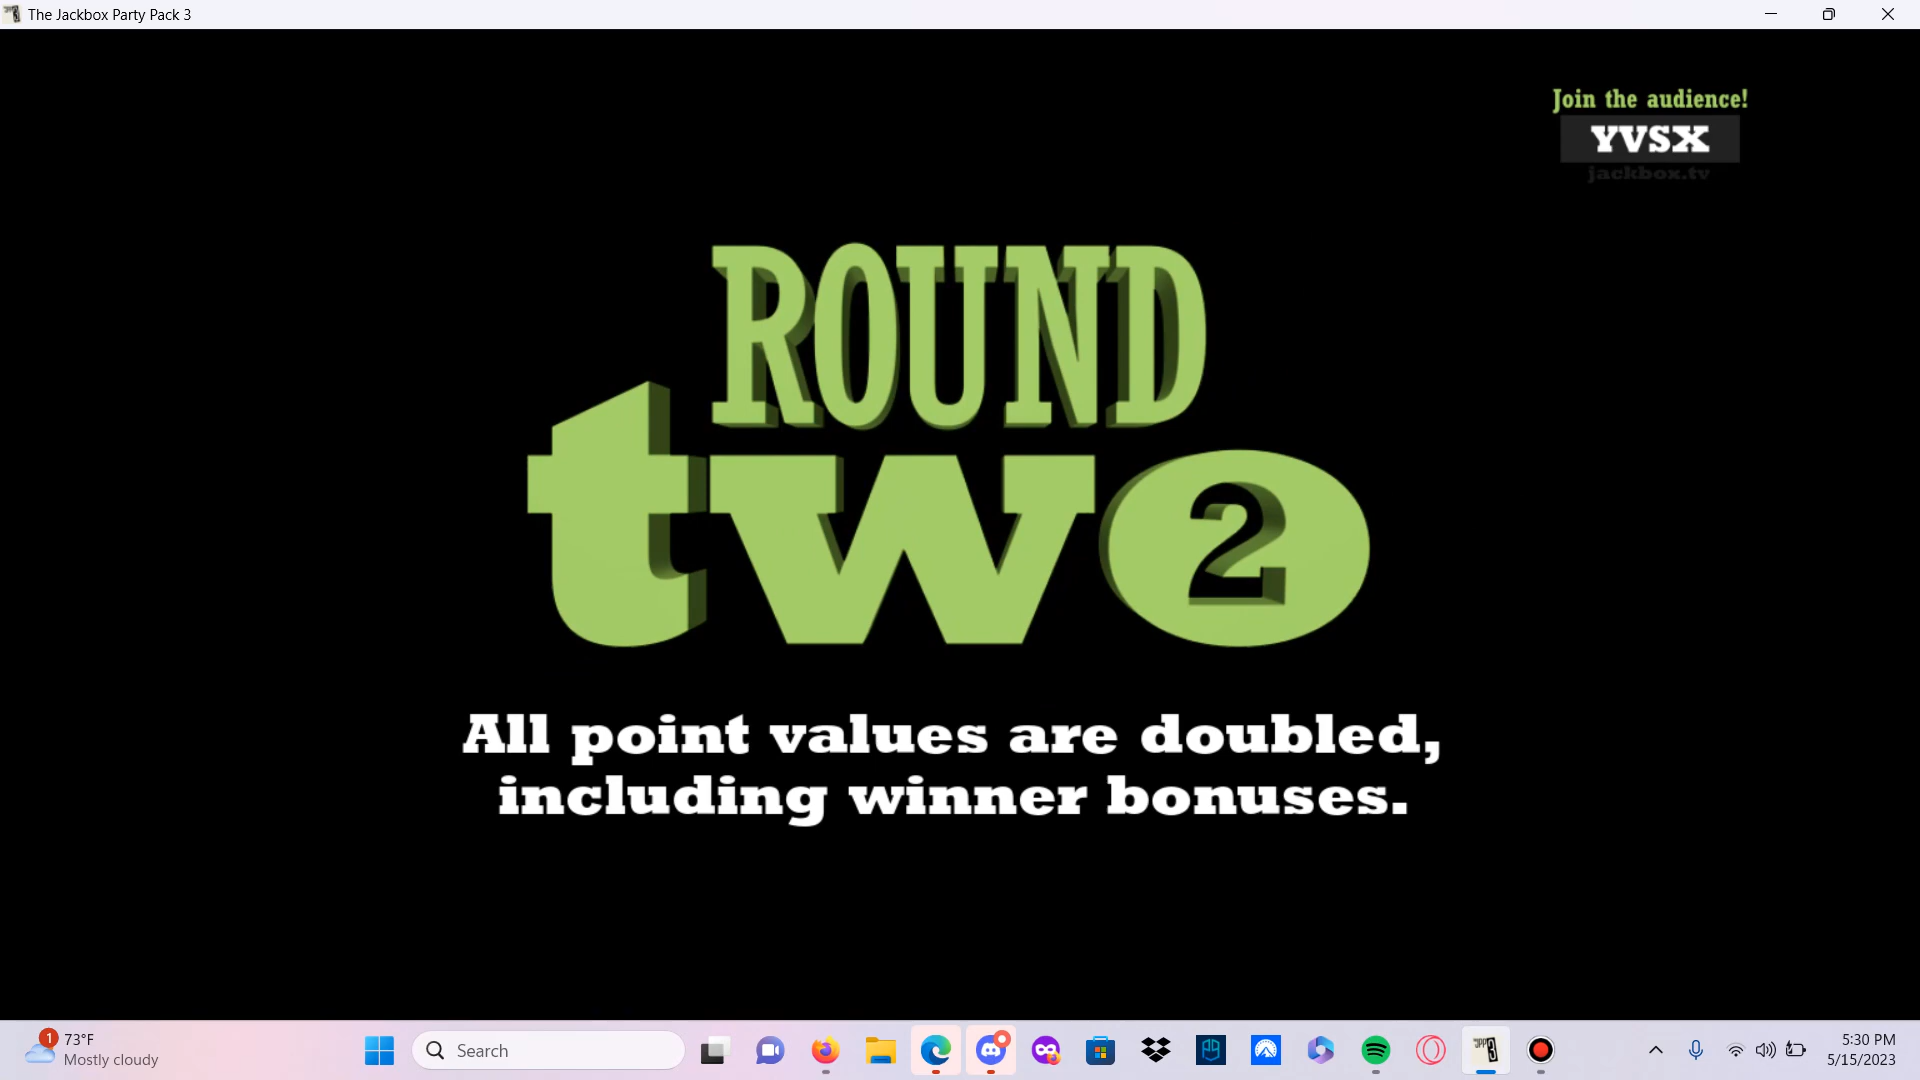 The Jackbox Party Pack 3
Join the audience!
YVSX
jackbox.tv
ROUND
two
2
All point values are doubled,
including winner bonuses.
1
73°F
Mostly cloudy
Search
5:30 PM
5/15/2023